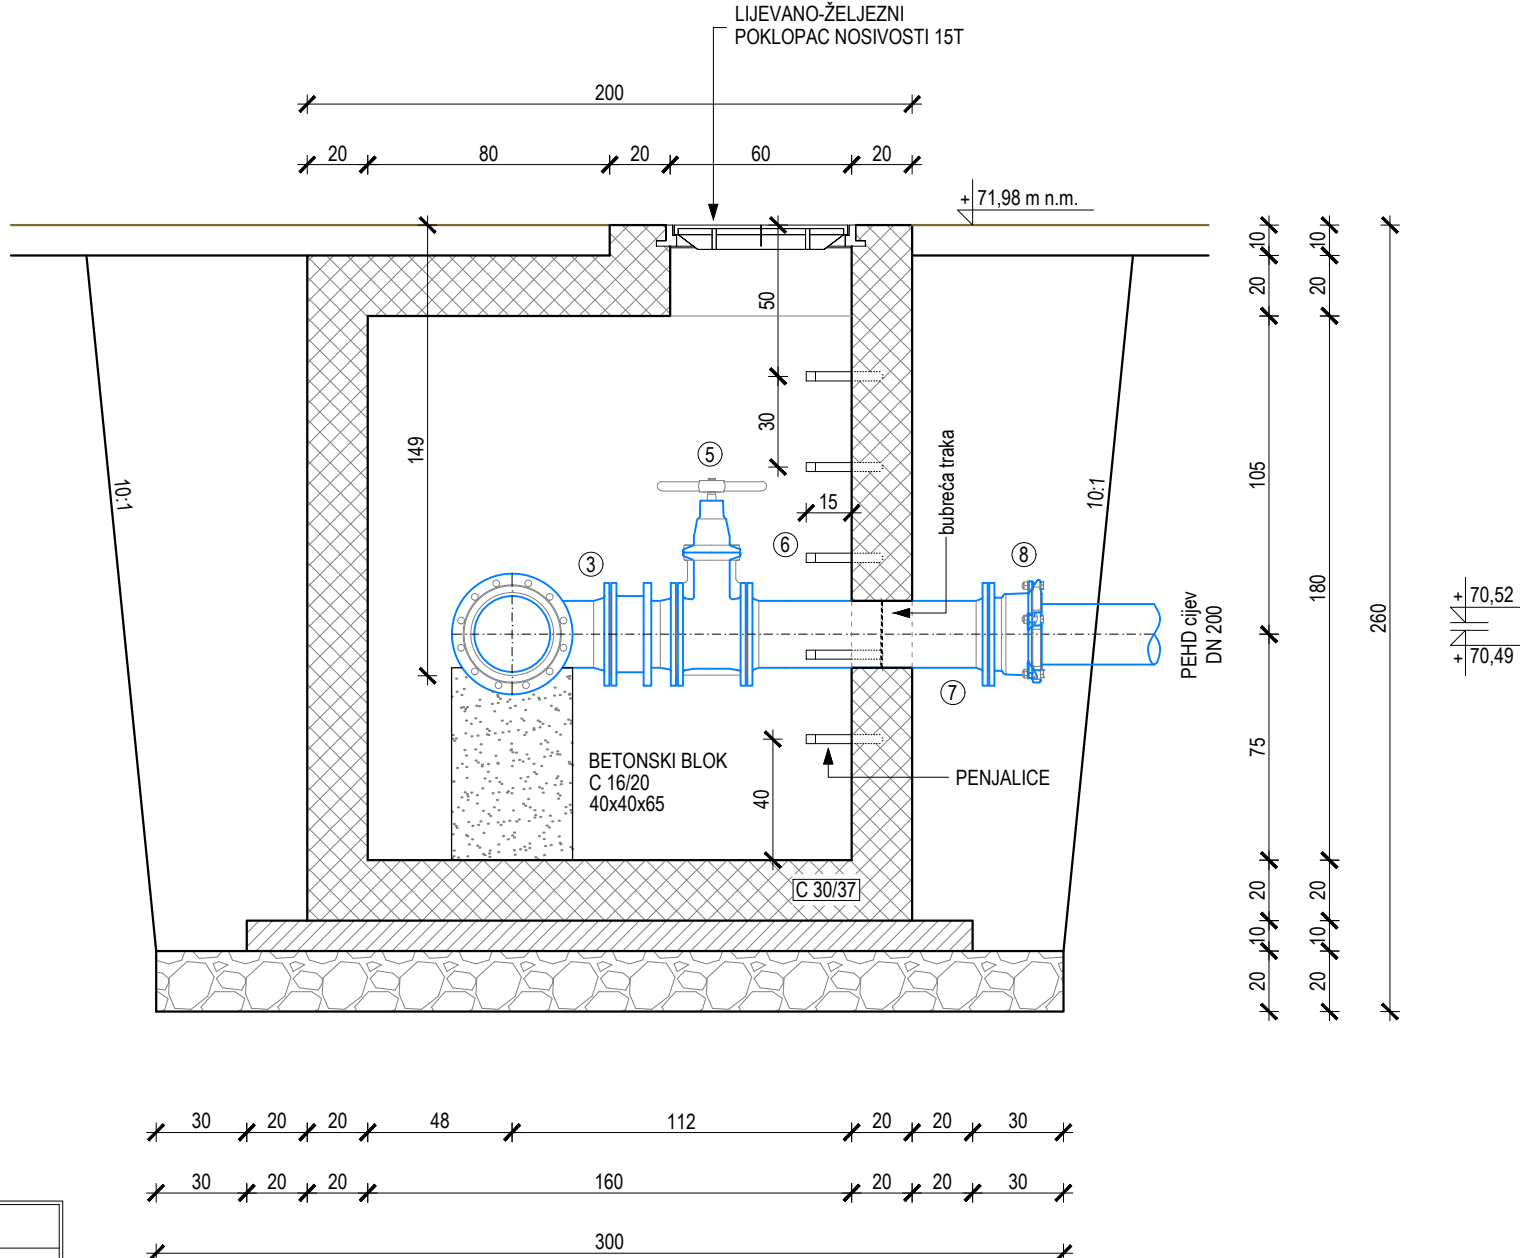 LIJEVANO-ŽELJEZNI
POKLOPAC NOSIVOSTI 15T
200
20 80 20 60 20
+ 71,98 m n.m.
10 10
20 20
50
30
149
105
10:1
10:1
5
bubreća traka
15
3
6
8
180
260
PEHD cijev
DN 200
+ 70,52
+ 70,49
7
75
BETONSKI BLOK
C 16/20
40x40x65
PENJALICE
40
C 30/37
20 20
10 10
20 20
30 20 20 48 112 20 20 30
30 20 20 160 20 20 30
300